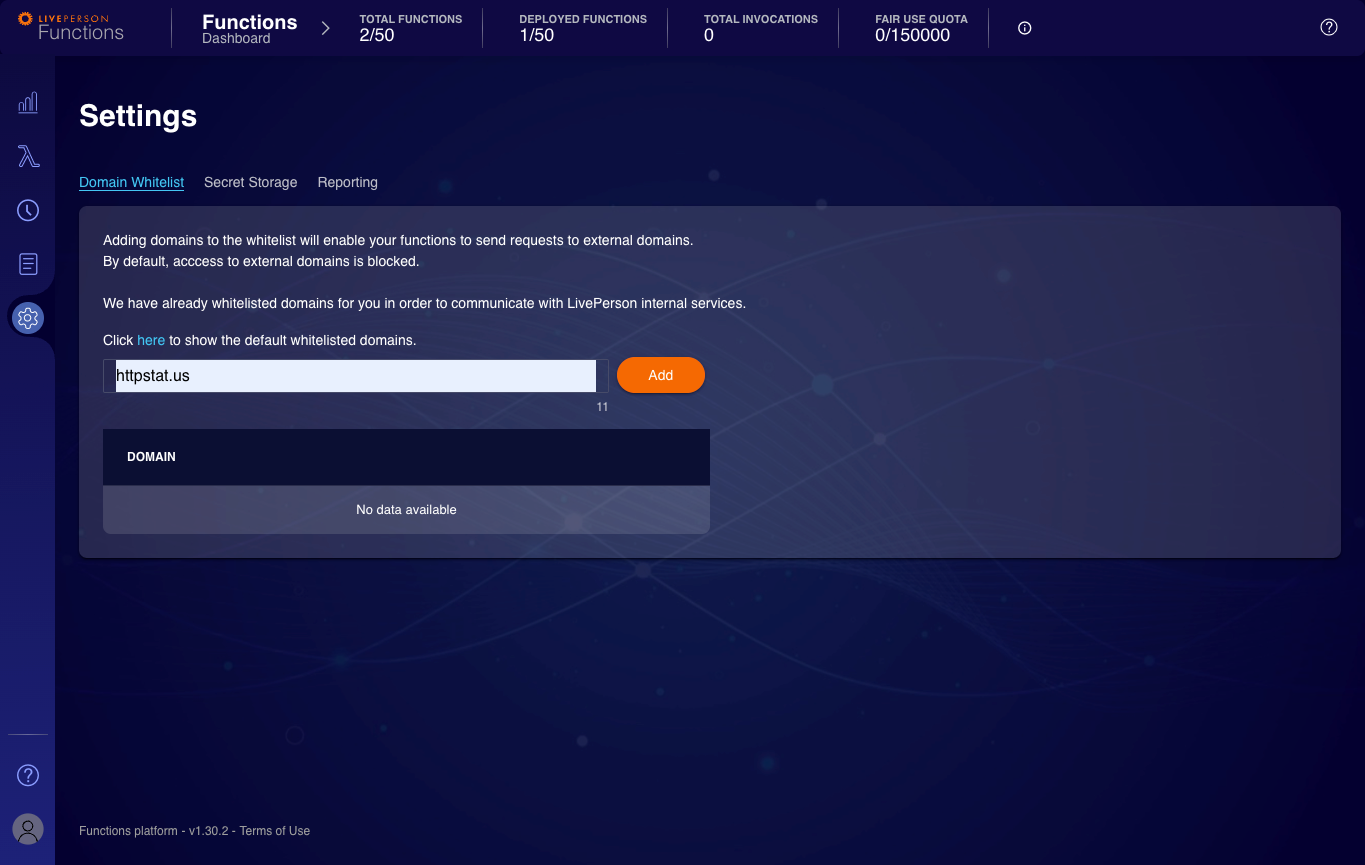 LIVEPERSON
Functions
Functions
Dashboard
TOTAL FUNCTIONS
2/50
DEPLOYED FUNCTIONS
1/50
TOTAL INVOCATIONS
0
FAIR USE QUOTA
0/150000
Settings
Domain Whitelist Secret Storage Reporting
Adding domains to the whitelist will enable your functions to send requests to external domains.
By default, acccess to external domains is blocked.
We have already whitelisted domains for you in order to communicate with LivePerson internal services.
Click here to show the default whitelisted domains.
httpstat.us
Add
11
DOMAIN
No data available
Functions platform - v1.30.2 - Terms of Use